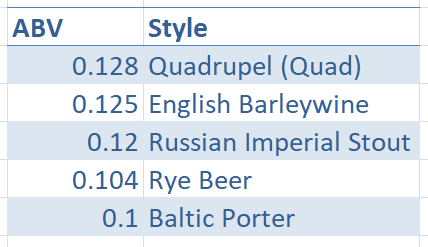 ABV Style
0.128 Quadrupel (Quad)
0.125 English Barleywine
0.12 Russian Imperial Stout
0.104 Rye Beer
0.1 Baltic Porter